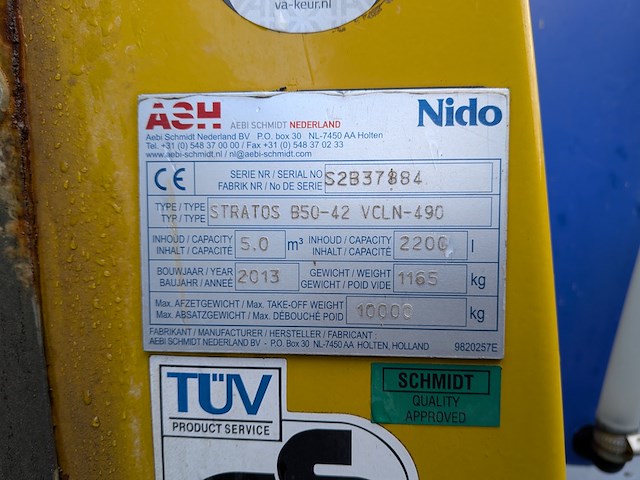 va-keur.nl
ASH AEBI SCHMIDT NEDERLAND Nido
Aebi Schmidt Nederland BV P.O. box 30 NL-7450 AA Holten
Tel. +31 (0) 548 37 00 00 / Fax +31 (0) 548 37 02 33
www.aebi-schmidt.nl / nl@aebi-schmidt.com
CE SERIE NR / SERIAL NO
FABRIK NR / No DE SERIE S2B37884
TYPE / TYPE
TYP / TYPE STRATOS B50-42 VCLN-490
INHOUD / CAPACITY
INHALT / CAPACITÉ 5.0 m³ INHOUD / CAPACITY
INHALT / CAPACITÉ 2200 l
BOUWJAAR / YEAR
BAUJAHR / ANNEÉ 2013 GEWICHT / WEIGHT
GEWICHT / POID VIDE 1165 kg
Max. AFZETGEWICHT / Max. TAKE-OFF WEIGHT
Max. ABSATZGEWICHT / Max. DÉBOUCHÉ POID 10000 kg
FABRIKANT / MANUFACTURER / HERSTELLER / FABRICANT
AEBI SCHMIDT NEDERLAND BV - P.O. Box 30 NL-7450 AA HOLTEN, HOLLAND 9820257E
TÜV
PRODUCT SERVICE
SCHMIDT
QUALITY
APPROVED